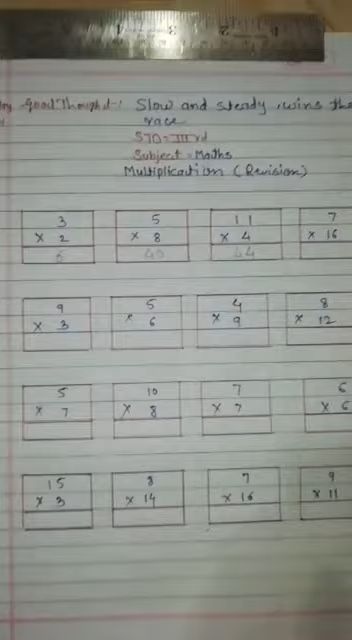 Good Thought:- Slow and steady wins the
race
STD = IIIrd
Subject = Maths
Multiplication (Revision)
3 5 11 7
× 2 × 8 × 4 × 16
6 40 44
9 5 4 8
× 3 × 6 × 9 × 12
5 10 7 6
× 7 × 8 × 7 × 6
15 8 7 9
× 3 × 14 × 16 × 11